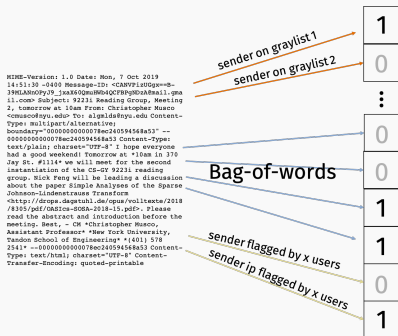 MIME-Version: 1.0 Date: Mon, 7 Oct 2019
14:51:30 -0400 Message-ID:
39MLAHnOPyJ9_jxaX6OQmuHWb4QCFBPgNDzA@mail.gma
il.com> Subject: 9223i Reading Group, Meeting
2, tomorrow at 10am From: Christopher Musco
<cmusco@nyu.edu> To: algmlds@nyu.edu Content-
Type: multipart/alternative;
boundary="00000000000078ec240594568a53" --
00000000000078ec240594568a53 Content-Type:
text/plain; charset="UTF-8" I hope everyone
had a good weekend! Tomorrow at *10am in 370
Jay St. #1114* we will meet for the second
instantiation of the CS-GY 9223i reading
group. Nick Feng will be leading a discussion
about the paper Simple Analyses of the Sparse
Johnson-Lindenstrauss Transform
<http://drops.dagstuhl.de/opus/volltexte/2018
/8305/pdf/OASIcs-SOSA-2018-15.pdf>. Please
read the abstract and introduction before the
meeting. Best, - CM *Christopher Musco,
Assistant Professor* *New York University,
Tandon School of Engineering* *(401) 578
2541* --00000000000078ec240594568a53 Content-
Type: text/html; charset="UTF-8" Content-
Transfer-Encoding: quoted-printable
sender on graylist 1
sender on graylist 2
Bag-of-words
sender flagged by x users
sender ip flagged by x users
1
0
0
0
1
1
0
1